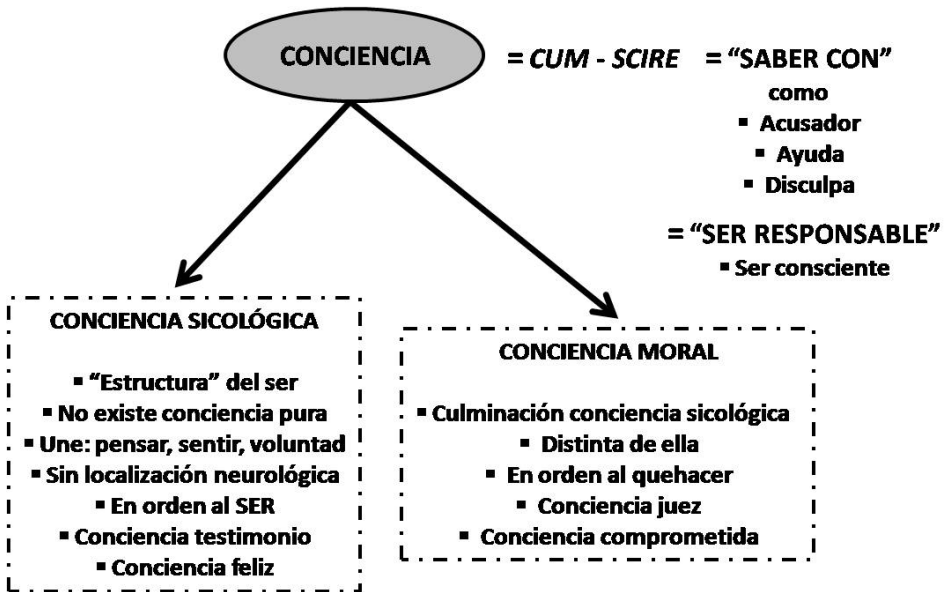 CONCIENCIA = CUM - SCIRE = “SABER CON”
como
▪ Acusador
▪ Ayuda
▪ Disculpa
= “SER RESPONSABLE”
▪ Ser consciente
CONCIENCIA SICOLÓGICA
▪ “Estructura” del ser
▪ No existe conciencia pura
▪ Une: pensar, sentir, voluntad
▪ Sin localización neurológica
▪ En orden al SER
▪ Conciencia testimonio
▪ Conciencia feliz
CONCIENCIA MORAL
▪ Culminación conciencia sicológica
▪ Distinta de ella
▪ En orden al quehacer
▪ Conciencia juez
▪ Conciencia comprometida